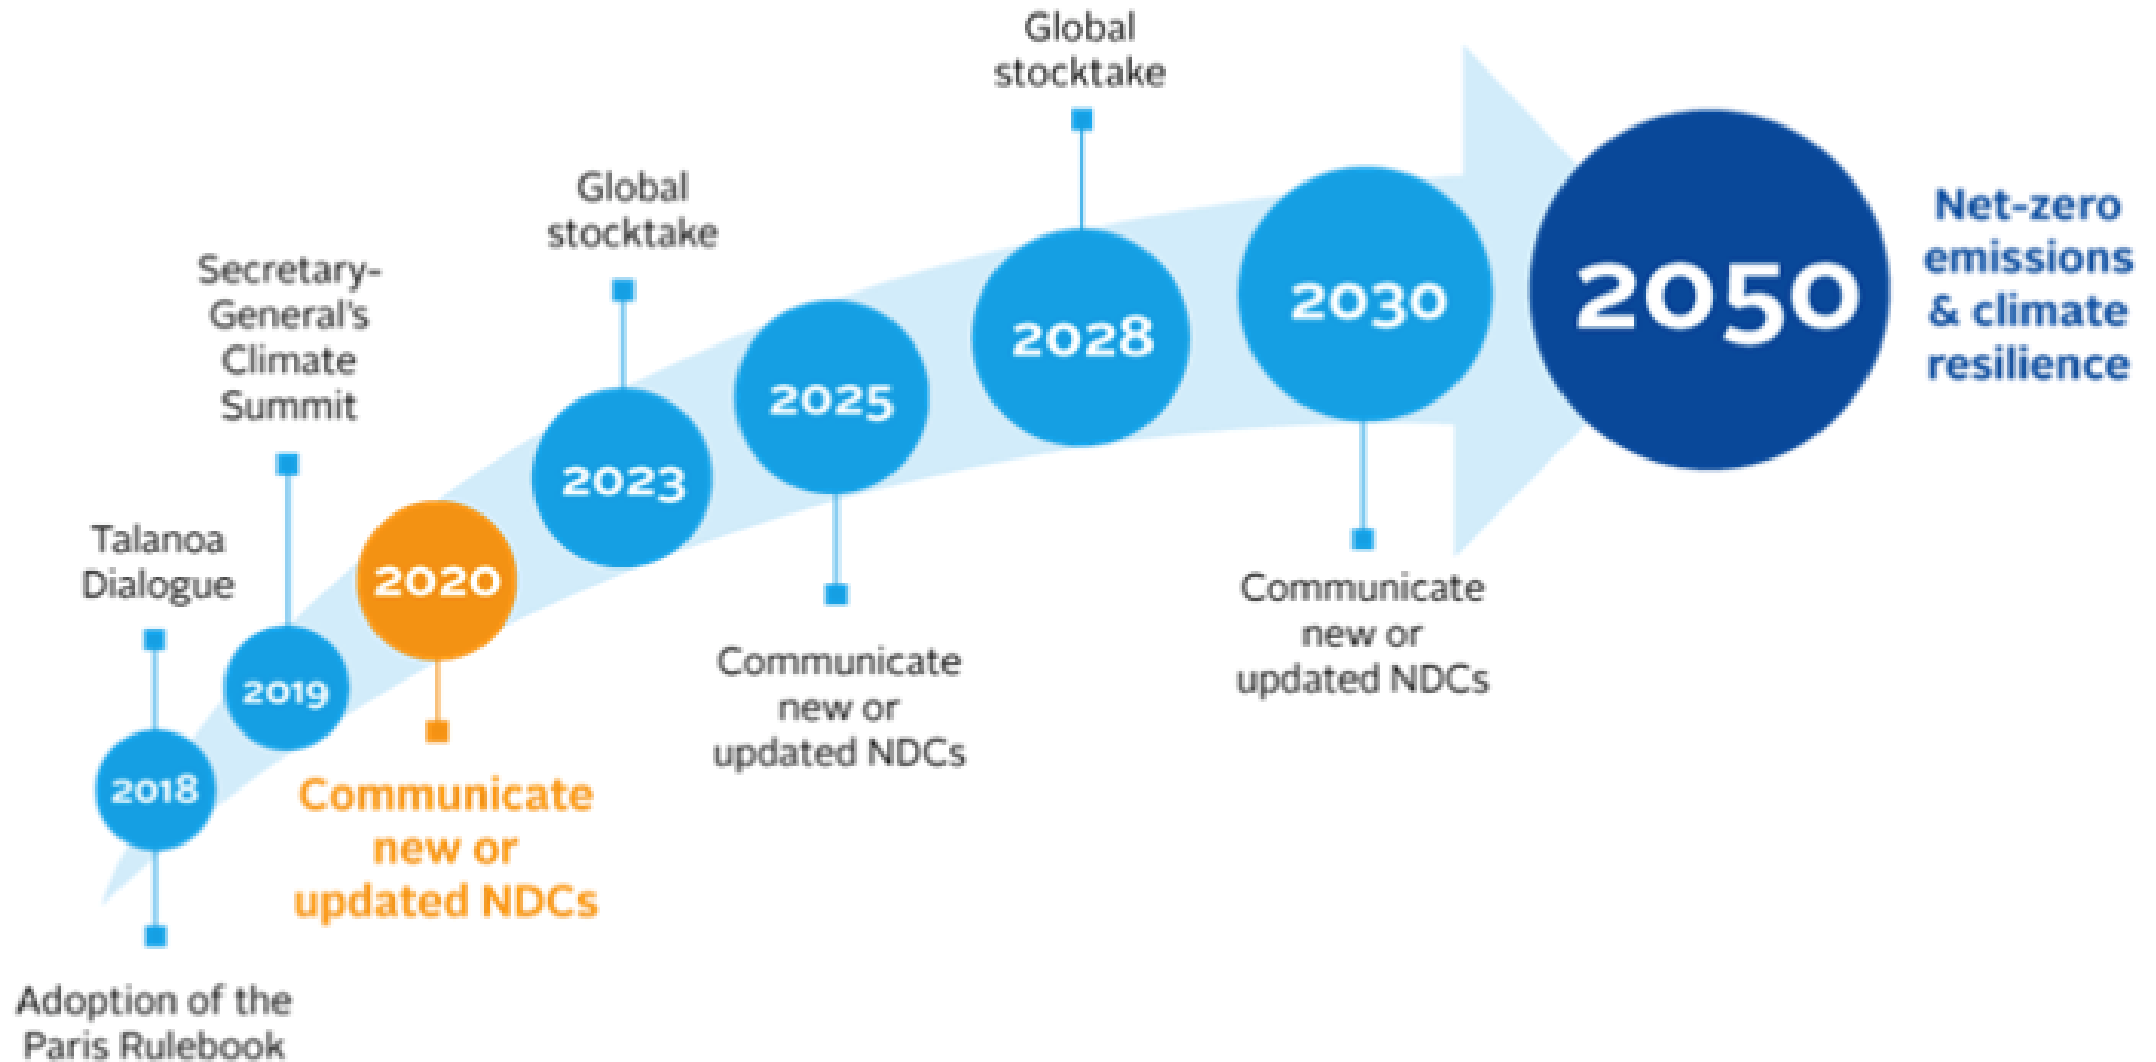 Talanoa
Dialogue
2018
Adoption of the
Paris Rulebook
Secretary-
General's
Climate
Summit
2019
2020
Communicate
new or
updated NDCs
Global
stocktake
2023
2025
Communicate
new or
updated NDCs
Global
stocktake
2028
2030
Communicate
new or
updated NDCs
2050
Net-zero
emissions
& climate
resilience